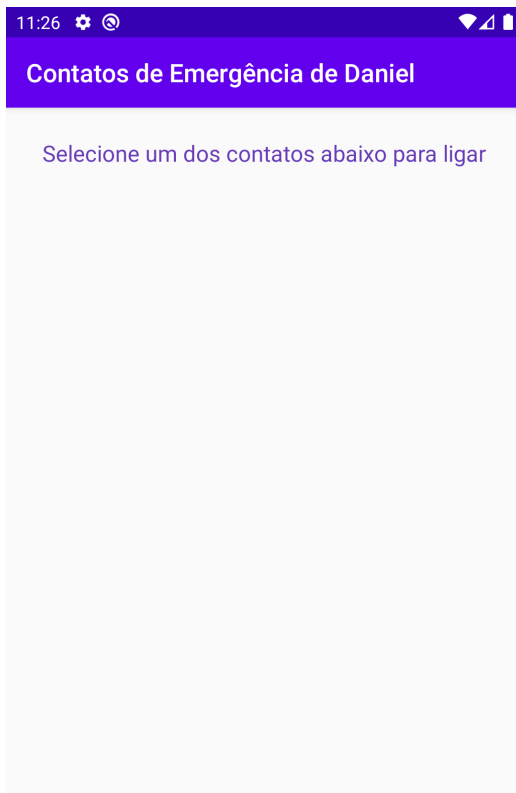 11:26
Contatos de Emergência de Daniel
Selecione um dos contatos abaixo para ligar